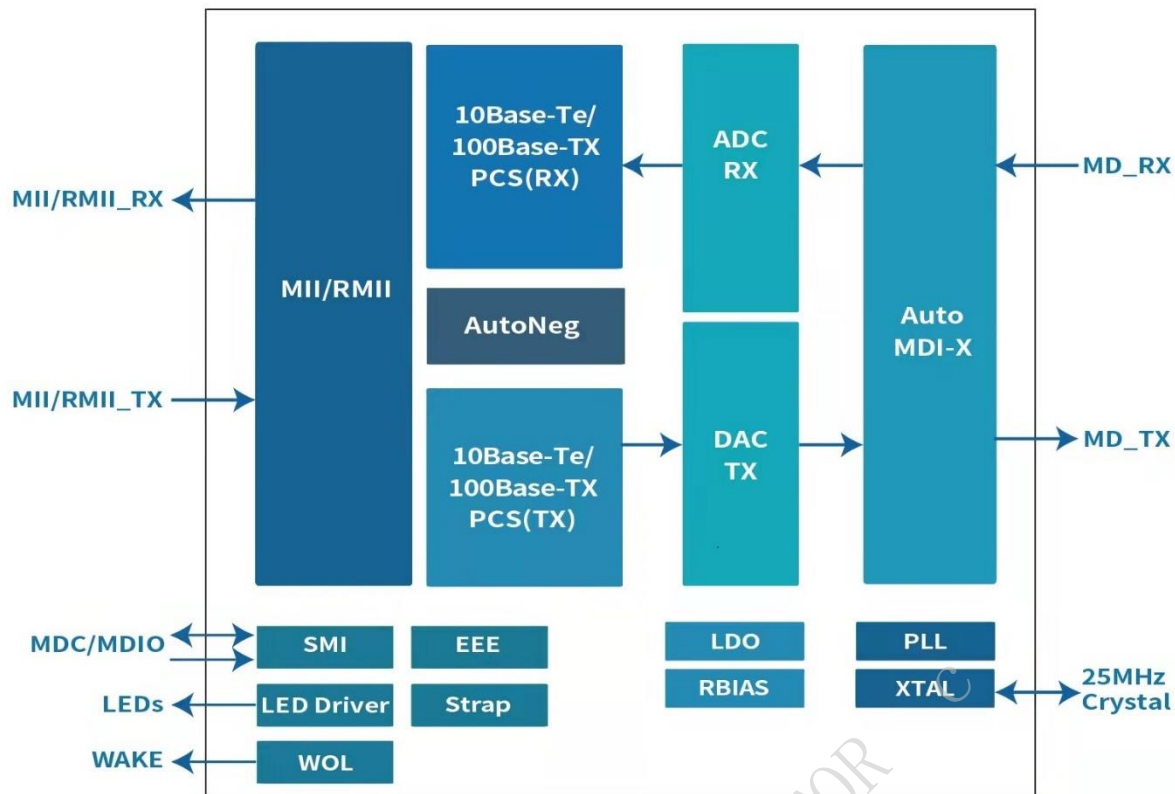 10Base-Te/
100Base-TX
PCS(RX)
ADC
RX
MD_RX
MII/RMII_RX
MII/RMII
AutoNeg
Auto
MDI-X
MII/RMII_TX
10Base-Te/
100Base-TX
PCS(TX)
DAC
TX
MD_TX
MDC/MDIO
SMI
EEE
LDO
PLL
LEDs
LED Driver
Strap
RBIAS
XTAL
25MHz
Crystal
WAKE
WOL